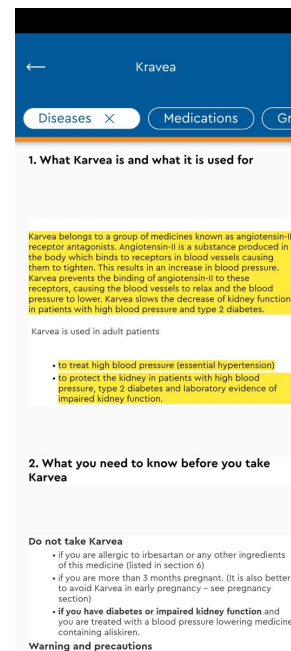 ← Kravea
Diseases × Medications Gr
1. What Karvea is and what it is used for
Karvea belongs to a group of medicines known as angiotensin-II
receptor antagonists. Angiotensin-II is a substance produced in
the body which binds to receptors in blood vessels causing
them to tighten. This results in an increase in blood pressure.
Karvea prevents the binding of angiotensin-II to these
receptors, causing the blood vessels to relax and the blood
pressure to lower. Karvea slows the decrease of kidney function
in patients with high blood pressure and type 2 diabetes.
Karvea is used in adult patients
• to treat high blood pressure (essential hypertension)
• to protect the kidney in patients with high blood
pressure, type 2 diabetes and laboratory evidence of
impaired kidney function.
2. What you need to know before you take
Karvea
Do not take Karvea
• if you are allergic to irbesartan or any other ingredients
of this medicine (listed in section 6)
• if you are more than 3 months pregnant. (It is also better
to avoid Karvea in early pregnancy – see pregnancy
section)
• if you have diabetes or impaired kidney function and
you are treated with a blood pressure lowering medicine
containing aliskiren.
Warning and precautions